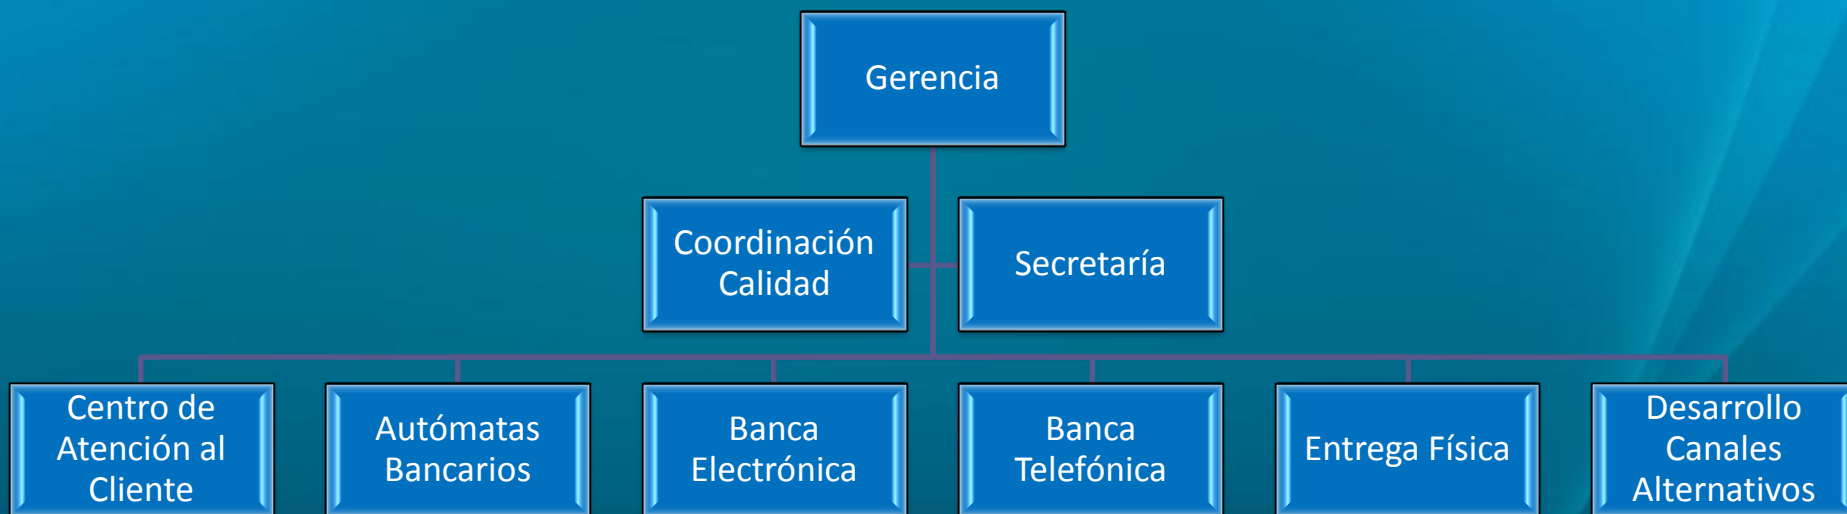 Gerencia
Coordinación
Calidad
Secretaría
Centro de
Atención al
Cliente
Autómatas
Bancarios
Banca
Electrónica
Banca
Telefónica
Entrega Física
Desarrollo
Canales
Alternativos